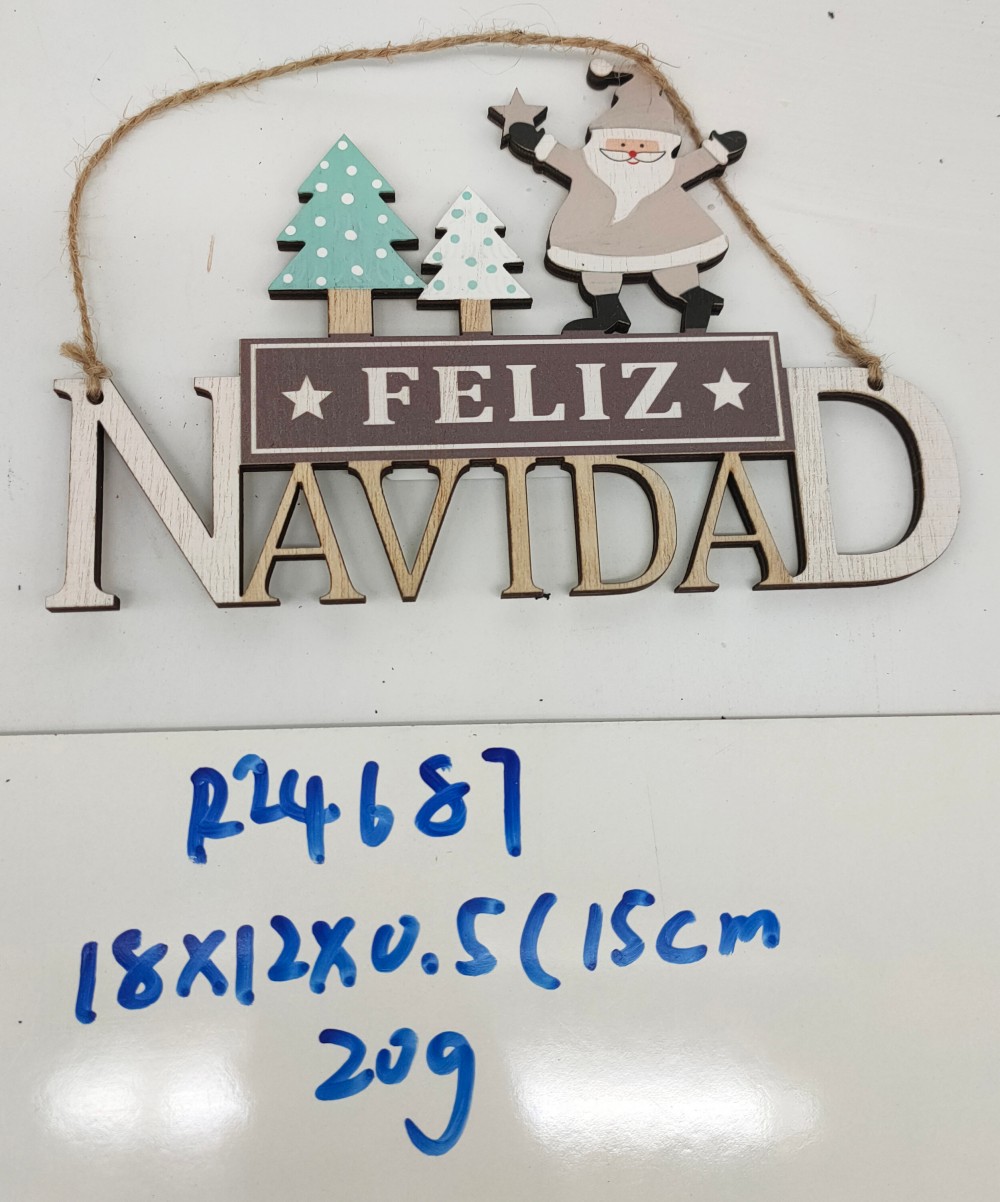 FELIZ
NAVIDAD
R24687
18X12X0.5(15cm
20g